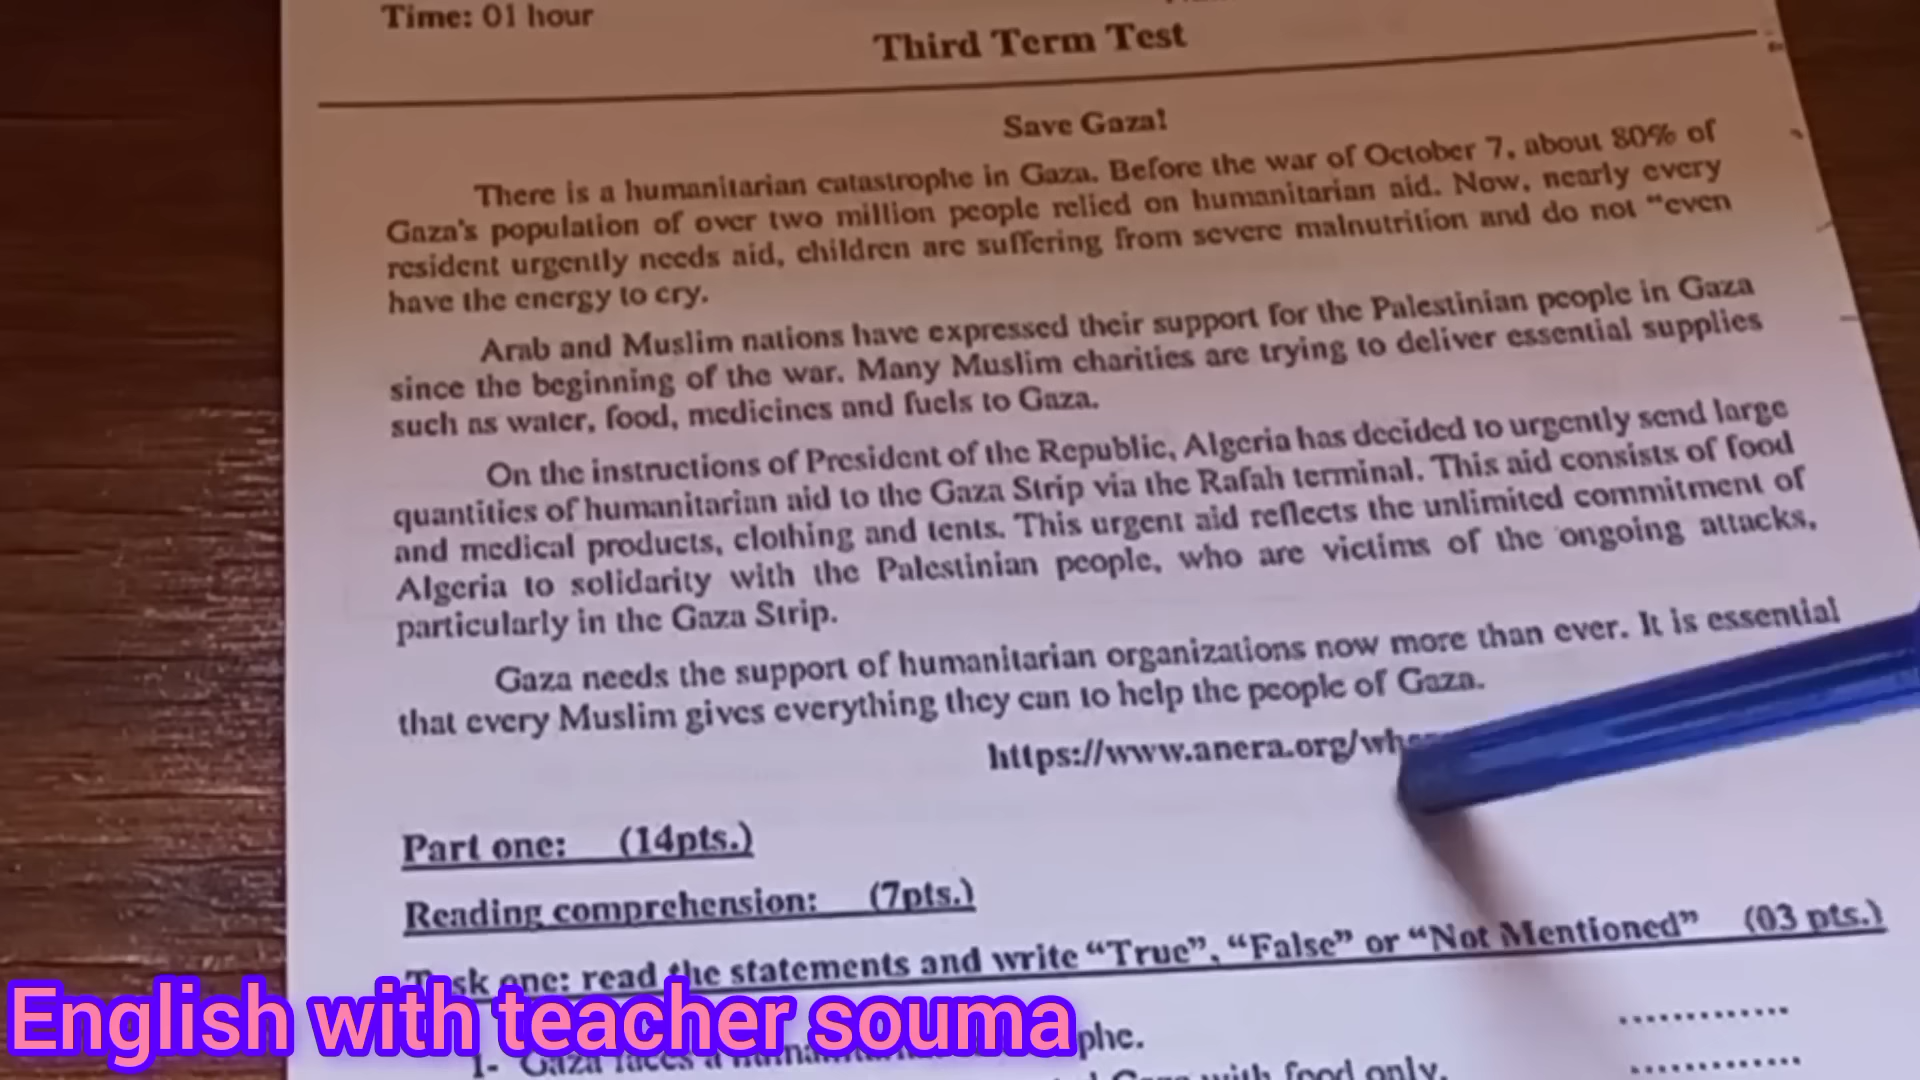 Time: 01 hour
Third Term Test
Save Gaza!
There is a humanitarian catastrophe in Gaza. Before the war of October 7, about 80% of
Gaza's population of over two million people relied on humanitarian aid. Now, nearly every
resident urgently needs aid, children are suffering from severe malnutrition and do not "even
have the energy to cry.
Arab and Muslim nations have expressed their support for the Palestinian people in Gaza
since the beginning of the war. Many Muslim charities are trying to deliver essential supplies
such as water, food, medicines and fuels to Gaza.
On the instructions of President of the Republic, Algeria has decided to urgently send large
quantities of humanitarian aid to the Gaza Strip via the Rafah terminal. This aid consists of food
and medical products, clothing and tents. This urgent aid reflects the unlimited commitment of
Algeria to solidarity with the Palestinian people, who are victims of the ongoing attacks,
particularly in the Gaza Strip.
Gaza needs the support of humanitarian organizations now more than ever. It is essential
that every Muslim gives everything they can to help the people of Gaza.
https://www.anera.org/wh
Part one: (14pts.)
Reading comprehension: (7pts.)
Task one: read the statements and write "True", "False" or "Not Mentioned" (03 pts.)
English with teacher souma
1- Gaza faces a phe. .............
Gaza with food only. .............